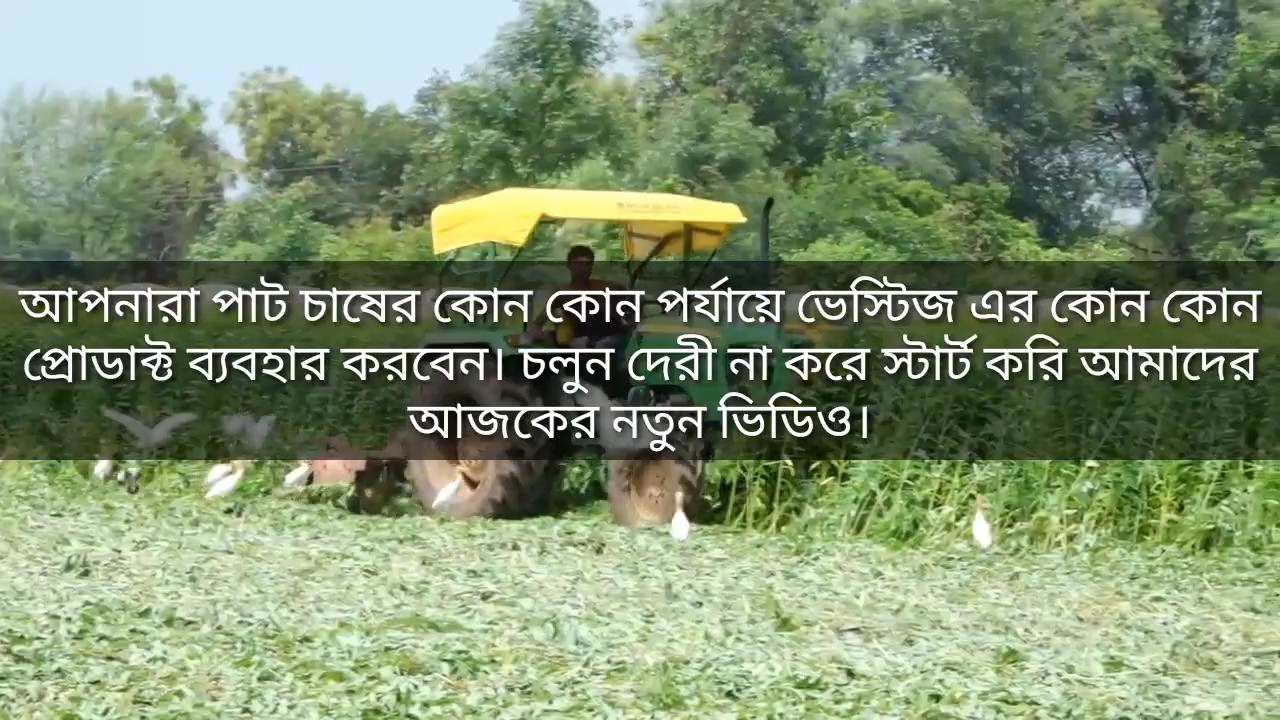 আপনারা পাট চাষের কোন কোন পর্যায়ে ভেস্টিজ এর কোন কোন
প্রোডাক্ট ব্যবহার করবেন। চলুন দেরী না করে স্টার্ট করি আমাদের
আজকের নতুন ভিডিও।